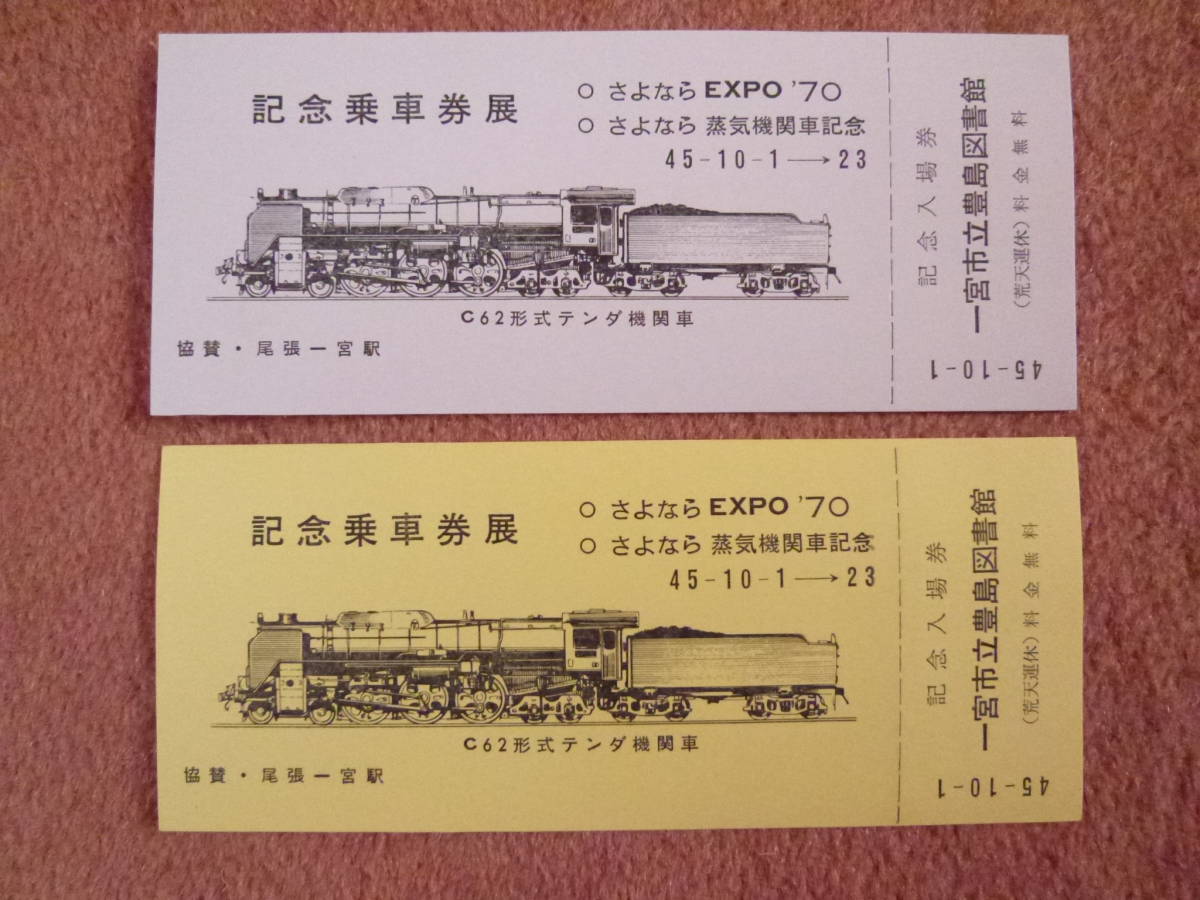 記念乗車券展
○ さよなら EXPO '70
○ さよなら 蒸気機関車記念
45-10-1→23
C62形式テンダ機関車
協賛・尾張一宮駅
記念入場券
一宮市立豊島図書館
(荒天運休) 料金無料
45-10-1
記念乗車券展
○ さよなら EXPO '70
○ さよなら 蒸気機関車記念
45-10-1→23
C62形式テンダ機関車
協賛・尾張一宮駅
記念入場券
一宮市立豊島図書館
(荒天運休) 料金無料
45-10-1